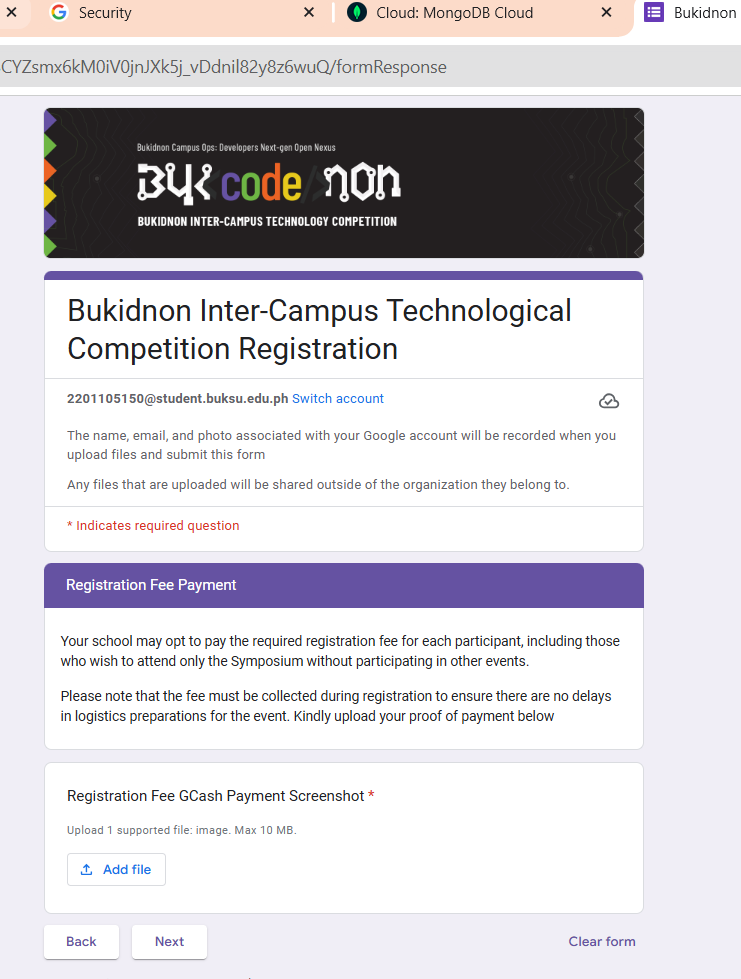 Security
Cloud: MongoDB Cloud
Bukidnon
CYZsmx6kM0iV0jnJXk5j_vDdnil82y8z6wuQ/formResponse
Bukidnon Campus Ops: Developers Next-gen Open Nexus
BUK<code/>NON
BUKIDNON INTER-CAMPUS TECHNOLOGY COMPETITION
Bukidnon Inter-Campus Technological
Competition Registration
2201105150@student.buksu.edu.ph Switch account
The name, email, and photo associated with your Google account will be recorded when you
upload files and submit this form
Any files that are uploaded will be shared outside of the organization they belong to.
* Indicates required question
Registration Fee Payment
Your school may opt to pay the required registration fee for each participant, including those
who wish to attend only the Symposium without participating in other events.
Please note that the fee must be collected during registration to ensure there are no delays
in logistics preparations for the event. Kindly upload your proof of payment below
Registration Fee GCash Payment Screenshot *
Upload 1 supported file: image. Max 10 MB.
Add file
Back
Next
Clear form